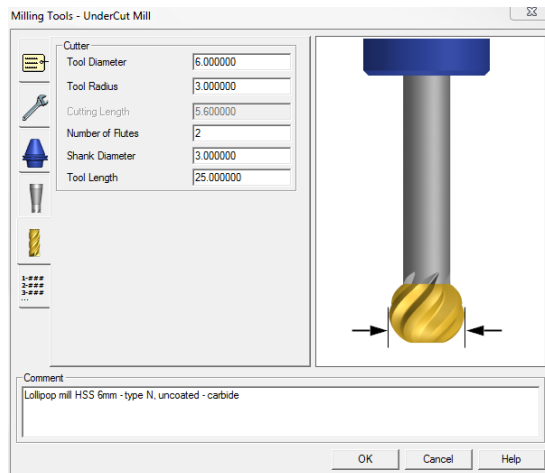 Milling Tools - UnderCut Mill
Cutter
Tool Diameter 6.000000
Tool Radius 3.000000
Cutting Length 5.600000
Number of Flutes 2
Shank Diameter 3.000000
Tool Length 25.000000
1-###
2-###
3-###
...
Comment
Lollipop mill HSS 6mm - type N, uncoated - carbide
OK Cancel Help